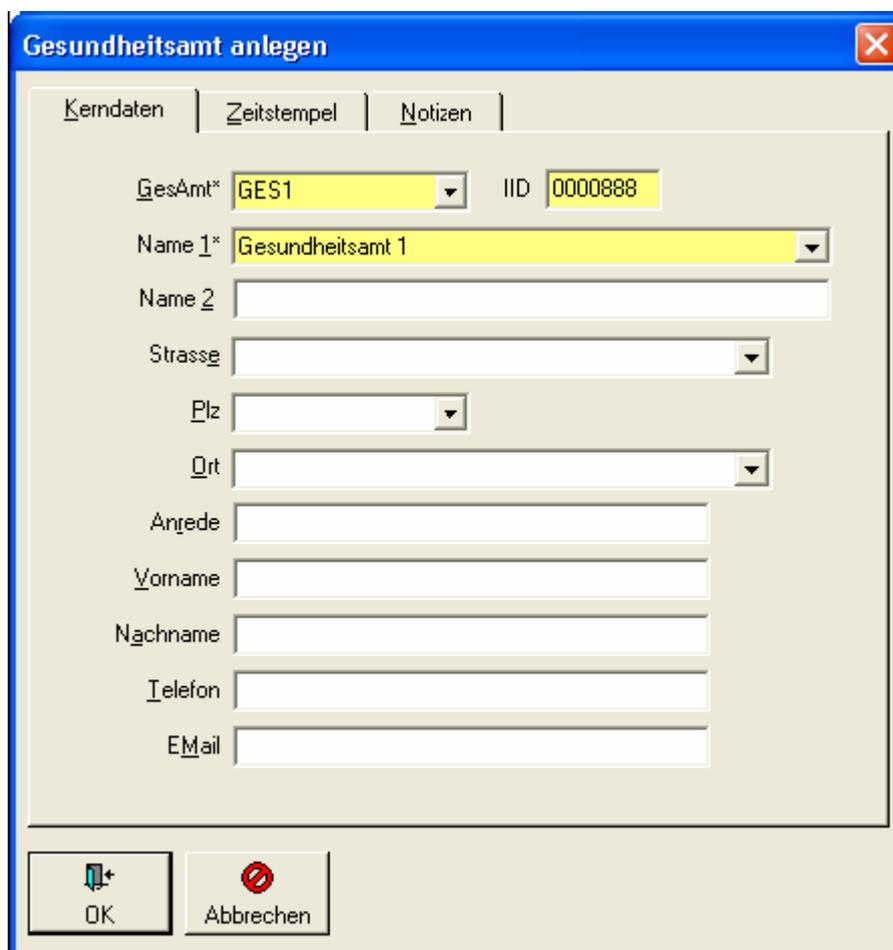 Gesundheitsamt anlegen
Kerndaten Zeitstempel Notizen
GesAmt* GES1 IID 0000888
Name 1* Gesundheitsamt 1
Name 2
Strasse
Plz
Ort
Anrede
Vorname
Nachname
Telefon
EMail
OK Abbrechen